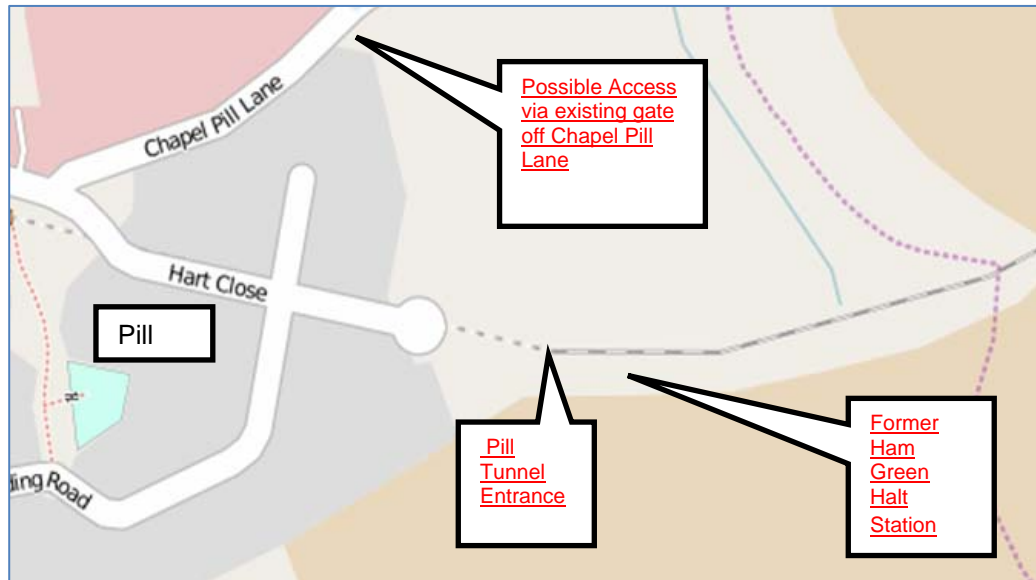 Possible Access
via existing gate
off Chapel Pill
Lane
Chapel Pill Lane
Hart Close
Pill
Pill
Tunnel
Entrance
Former
Ham
Green
Halt
Station
ding Road